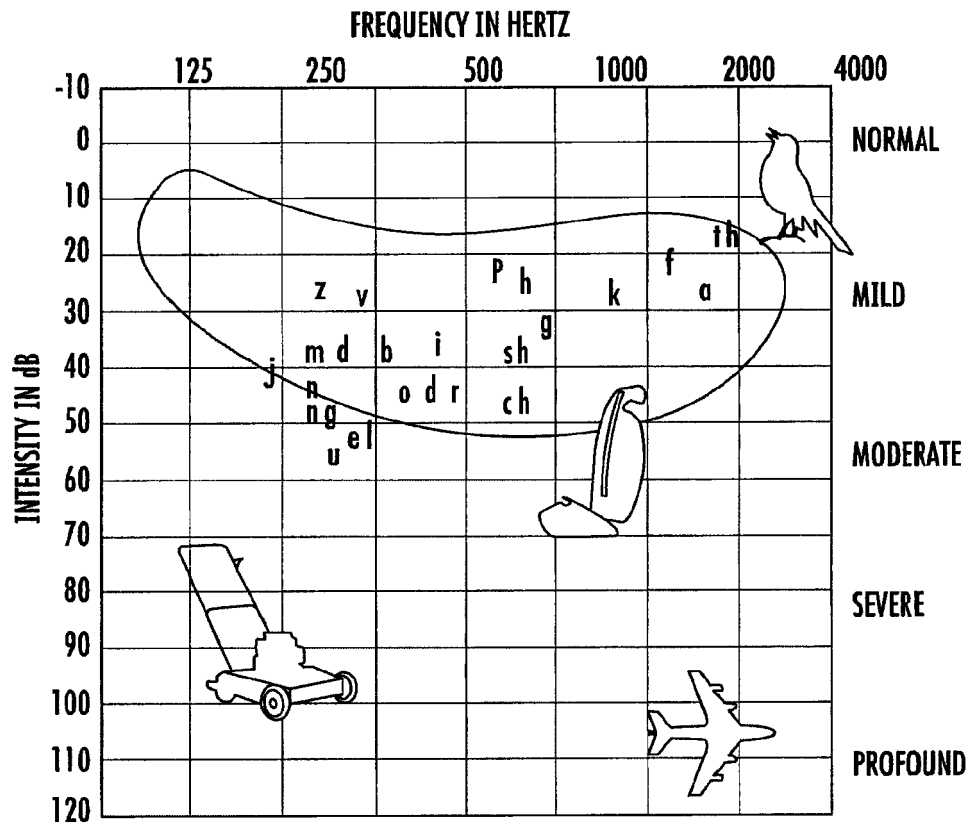 FREQUENCY IN HERTZ
125 250 500 1000 2000 4000
-10
0 NORMAL
10
th
20
f
p h
z v k a MILD
30
g
m d b i sh
40
j
n o d r
ng ch
50
el
u MODERATE
60
70
80
SEVERE
90
100
110
PROFOUND
120
INTENSITY IN dB